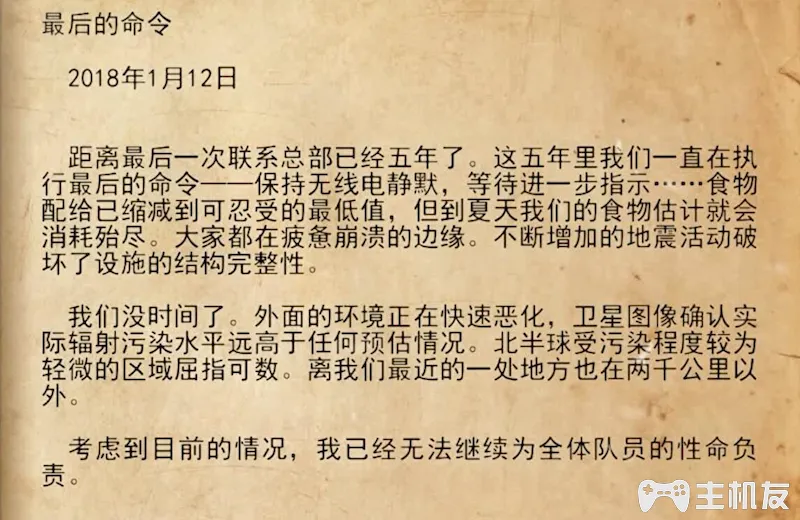 最后的命令
2018年1月12日
距离最后一次联系总部已经五年了。这五年里我们一直在执
行最后的命令——保持无线电静默，等待进一步指示……食物
配给已缩减到可忍受的最低值，但到夏天我们的食物估计就会
消耗殆尽。大家都在疲惫崩溃的边缘。不断增加的地震活动破
坏了设施的结构完整性。
我们没时间了。外面的环境正在快速恶化，卫星图像确认实
际辐射污染水平远高于任何预估情况。北半球受污染程度较为
轻微的区域屈指可数。离我们最近的一处地方也在两千公里以
外。
考虑到目前的情况，我已经无法继续为全体队员的性命负
责。
主机友